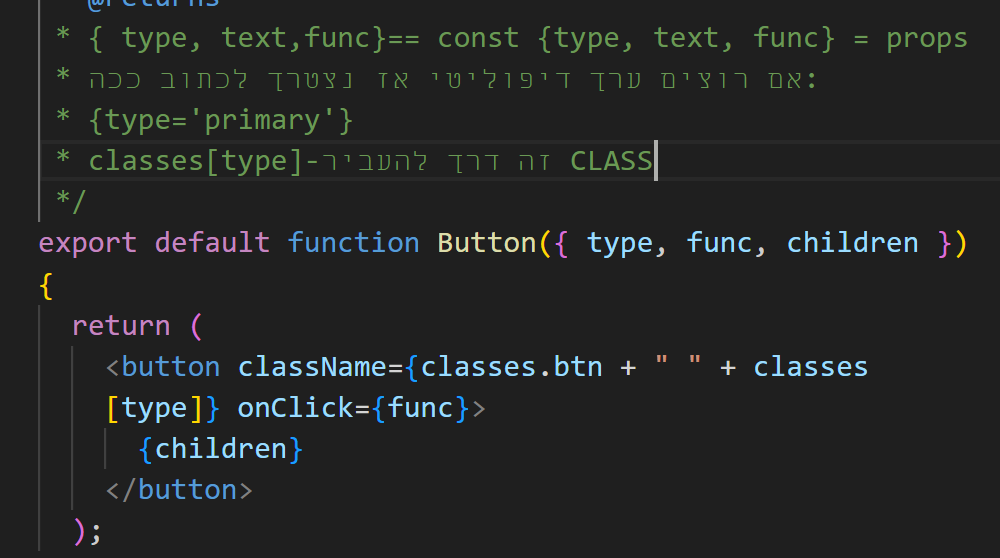 @returns
* { type, text,func}== const {type, text, func} = props
* אם רוצים ערך דיפוליטי אז נצטרך לכתוב ככה:
* {type='primary'}
* classes[type]-זה דרך להעביר CLASS
*/
export default function Button({ type, func, children })
{
return (
<button className={classes.btn + " " + classes
[type]} onClick={func}>
{children}
</button>
);